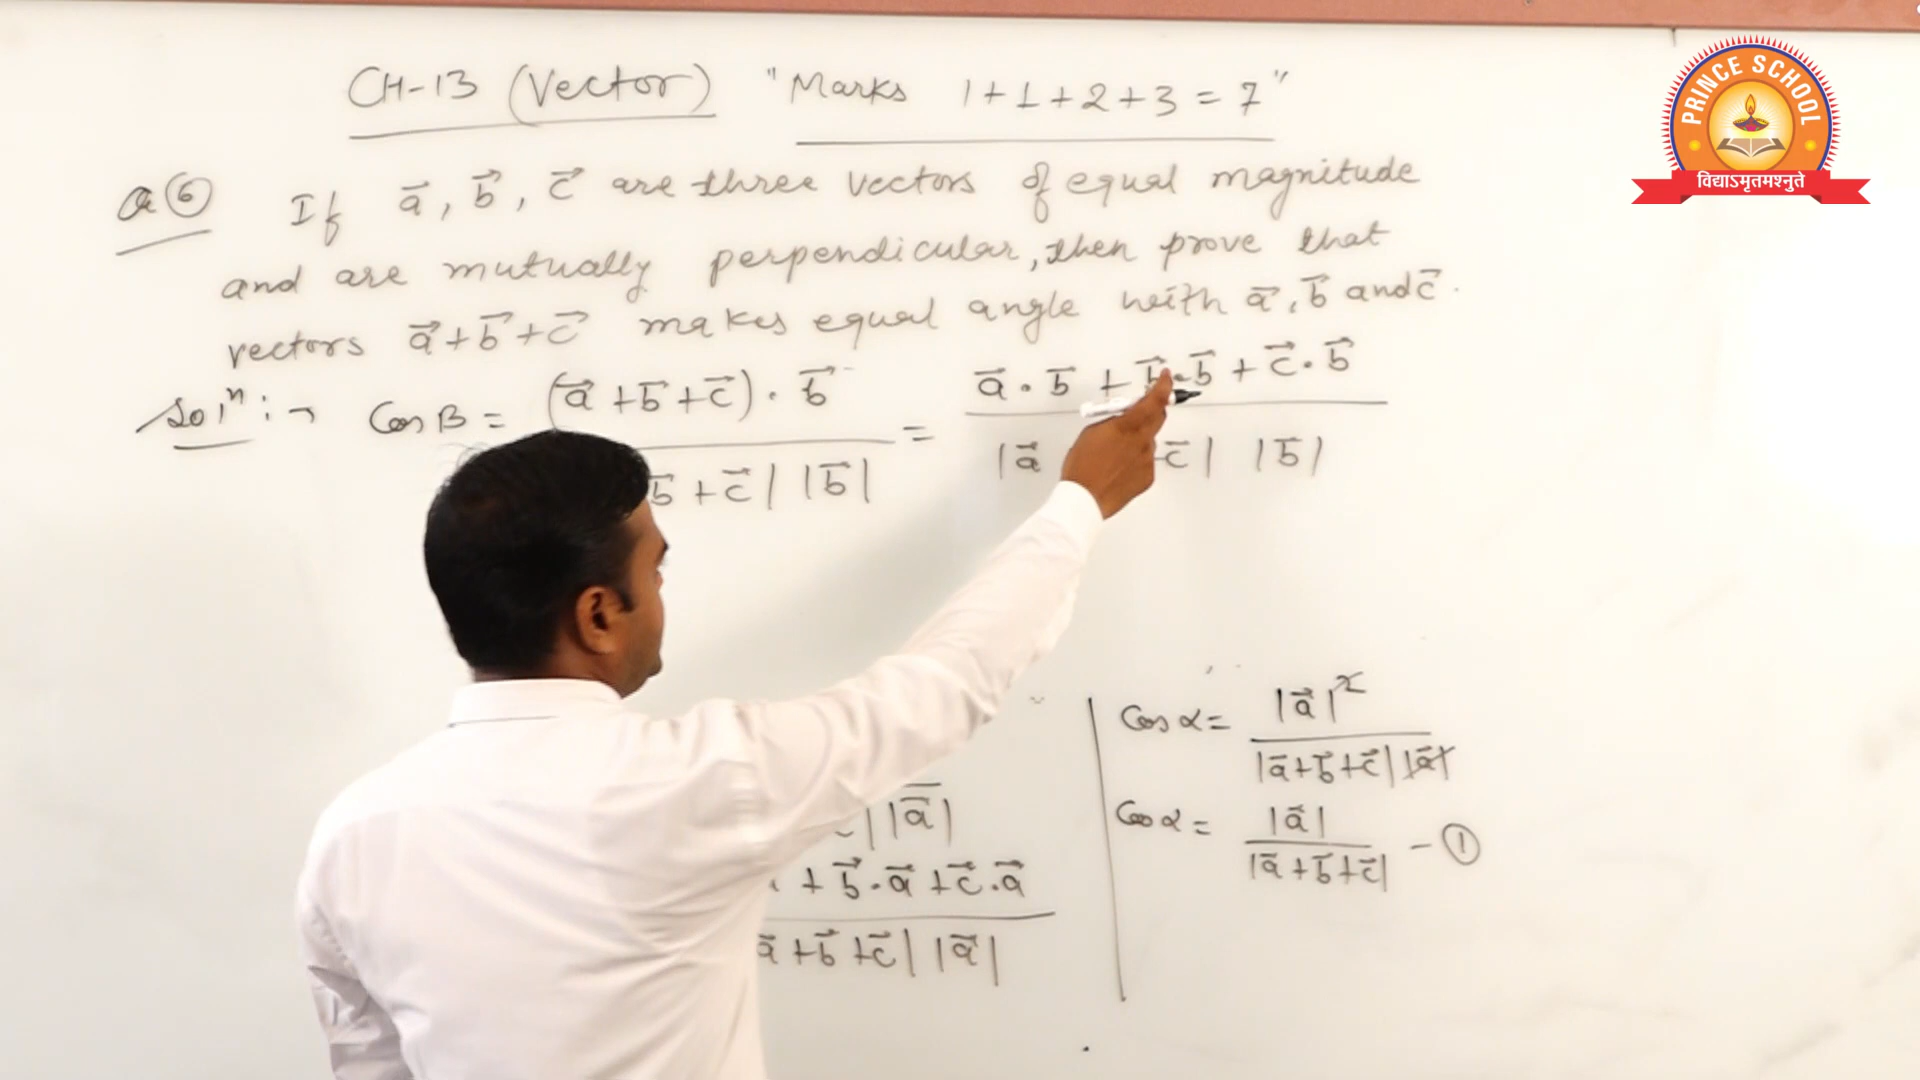 CH-13 (Vector) "Marks 1+1+2+3=7"
PRINCE SCHOOL
विद्याऽमृतमश्नुते
Q⑥ If a⃗, b⃗, c⃗ are three vectors of equal magnitude
and are mutually perpendicular, then prove that
vectors a⃗+b⃗+c⃗ makes equal angle with a⃗, b⃗ and c⃗.
Solⁿ:→ Cos β = (a⃗+b⃗+c⃗)·b⃗ = a⃗·b⃗ + b⃗·b⃗ + c⃗·b⃗
b⃗+c⃗| |b⃗| |a⃗ c⃗| |b⃗|
Cos α = |a⃗|²
|a⃗+b⃗+c⃗| |a⃗|
| |a⃗|
Cos α = |a⃗|
|a⃗+b⃗+c⃗| - ①
+ b⃗·a⃗ + c⃗·a⃗
a⃗+b⃗+c⃗| |a⃗|